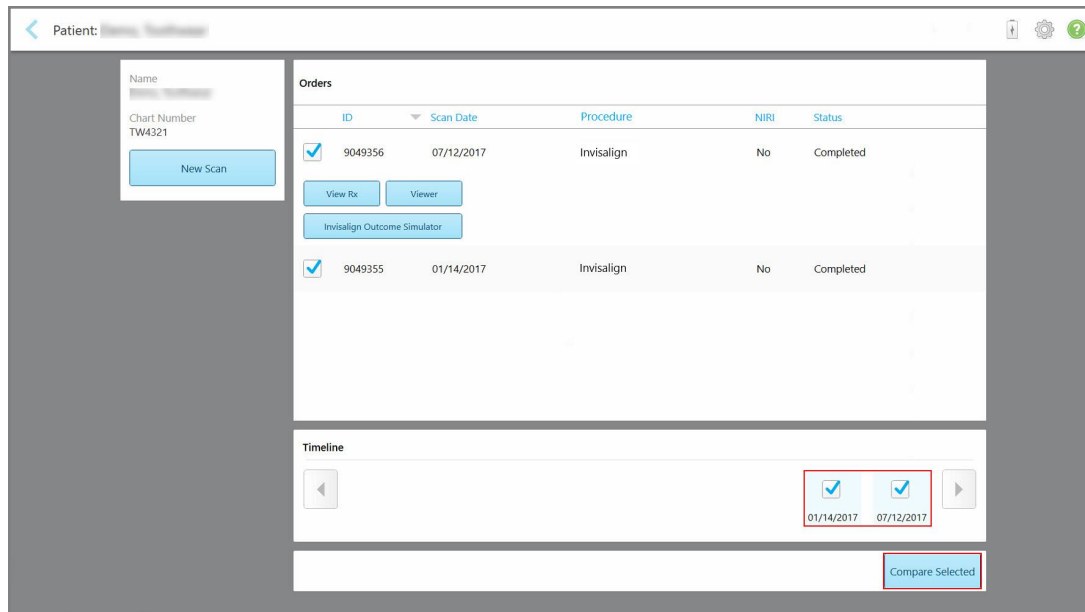 Patient:
?
Name
Chart Number
TW4321
New Scan
Orders
ID Scan Date Procedure NIRI Status
9049356 07/12/2017 Invisalign No Completed
View Rx Viewer
Invisalign Outcome Simulator
9049355 01/14/2017 Invisalign No Completed
Timeline
01/14/2017 07/12/2017
Compare Selected